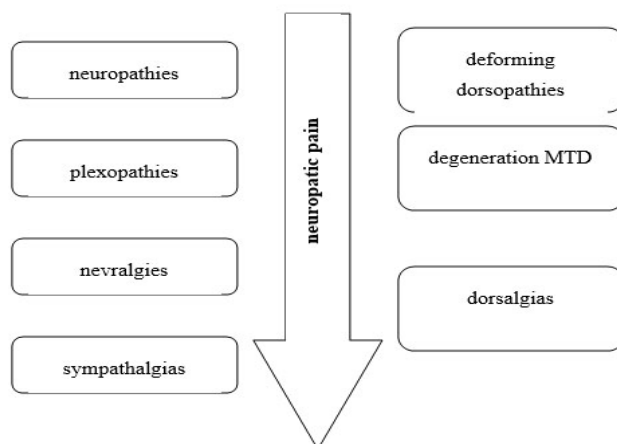 neuropathies
plexopathies
nevralgies
sympathalgias
neuropatic pain
deforming
dorsopathies
degeneration MTD
dorsalgias